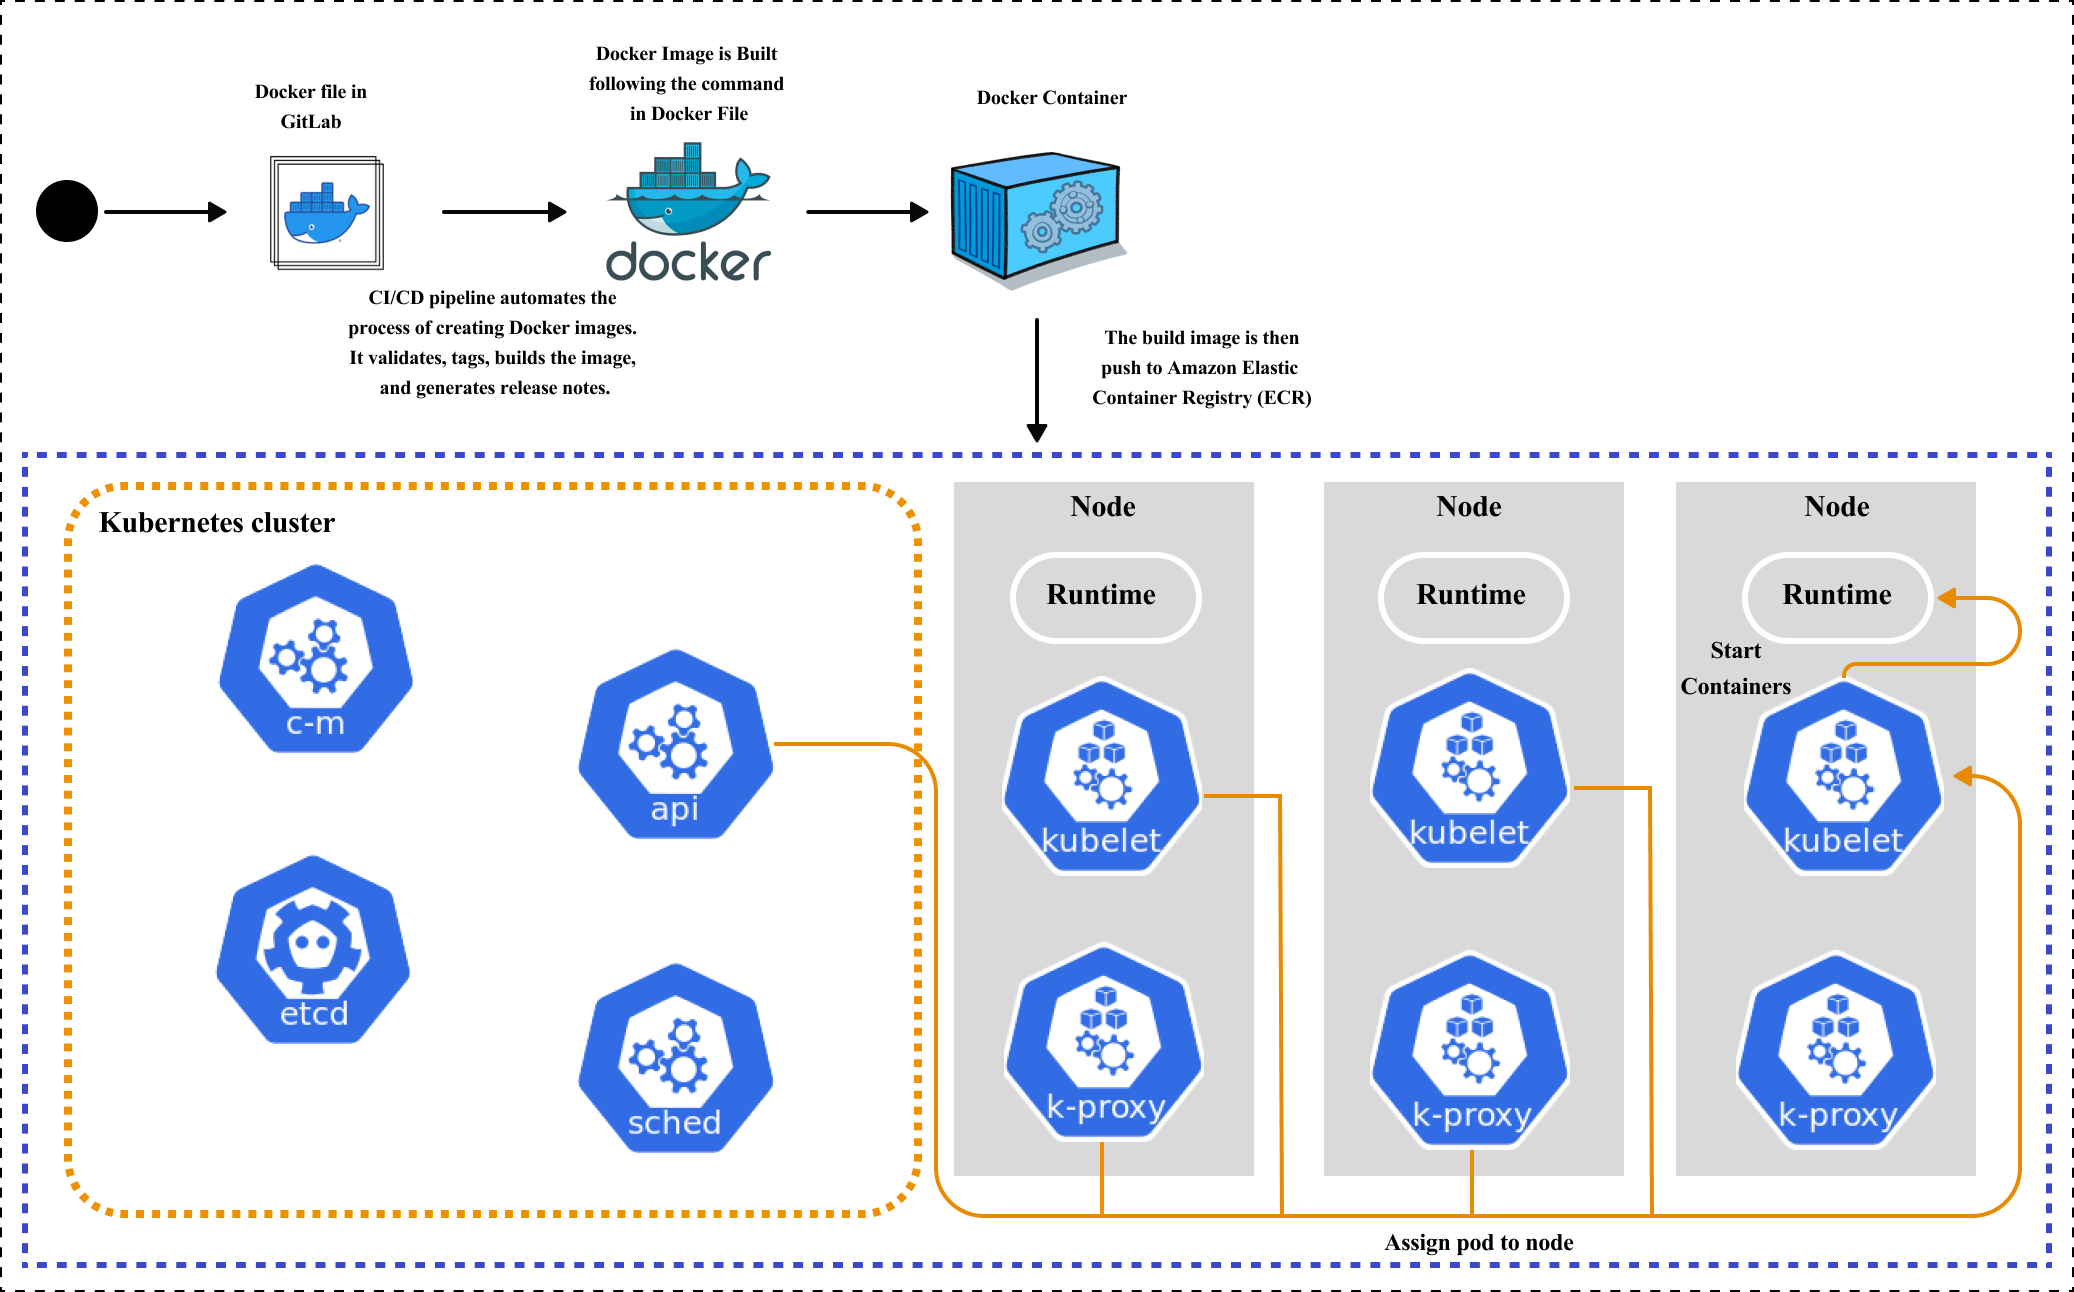 Docker file in
GitLab
Docker Image is Built
following the command
in Docker File
docker
Docker Container
CI/CD pipeline automates the
process of creating Docker images.
It validates, tags, builds the image,
and generates release notes.
The build image is then
push to Amazon Elastic
Container Registry (ECR)
Kubernetes cluster
c-m
api
etcd
sched
Node
Runtime
kubelet
k-proxy
Node
Runtime
kubelet
k-proxy
Node
Runtime
Start
Containers
kubelet
k-proxy
Assign pod to node